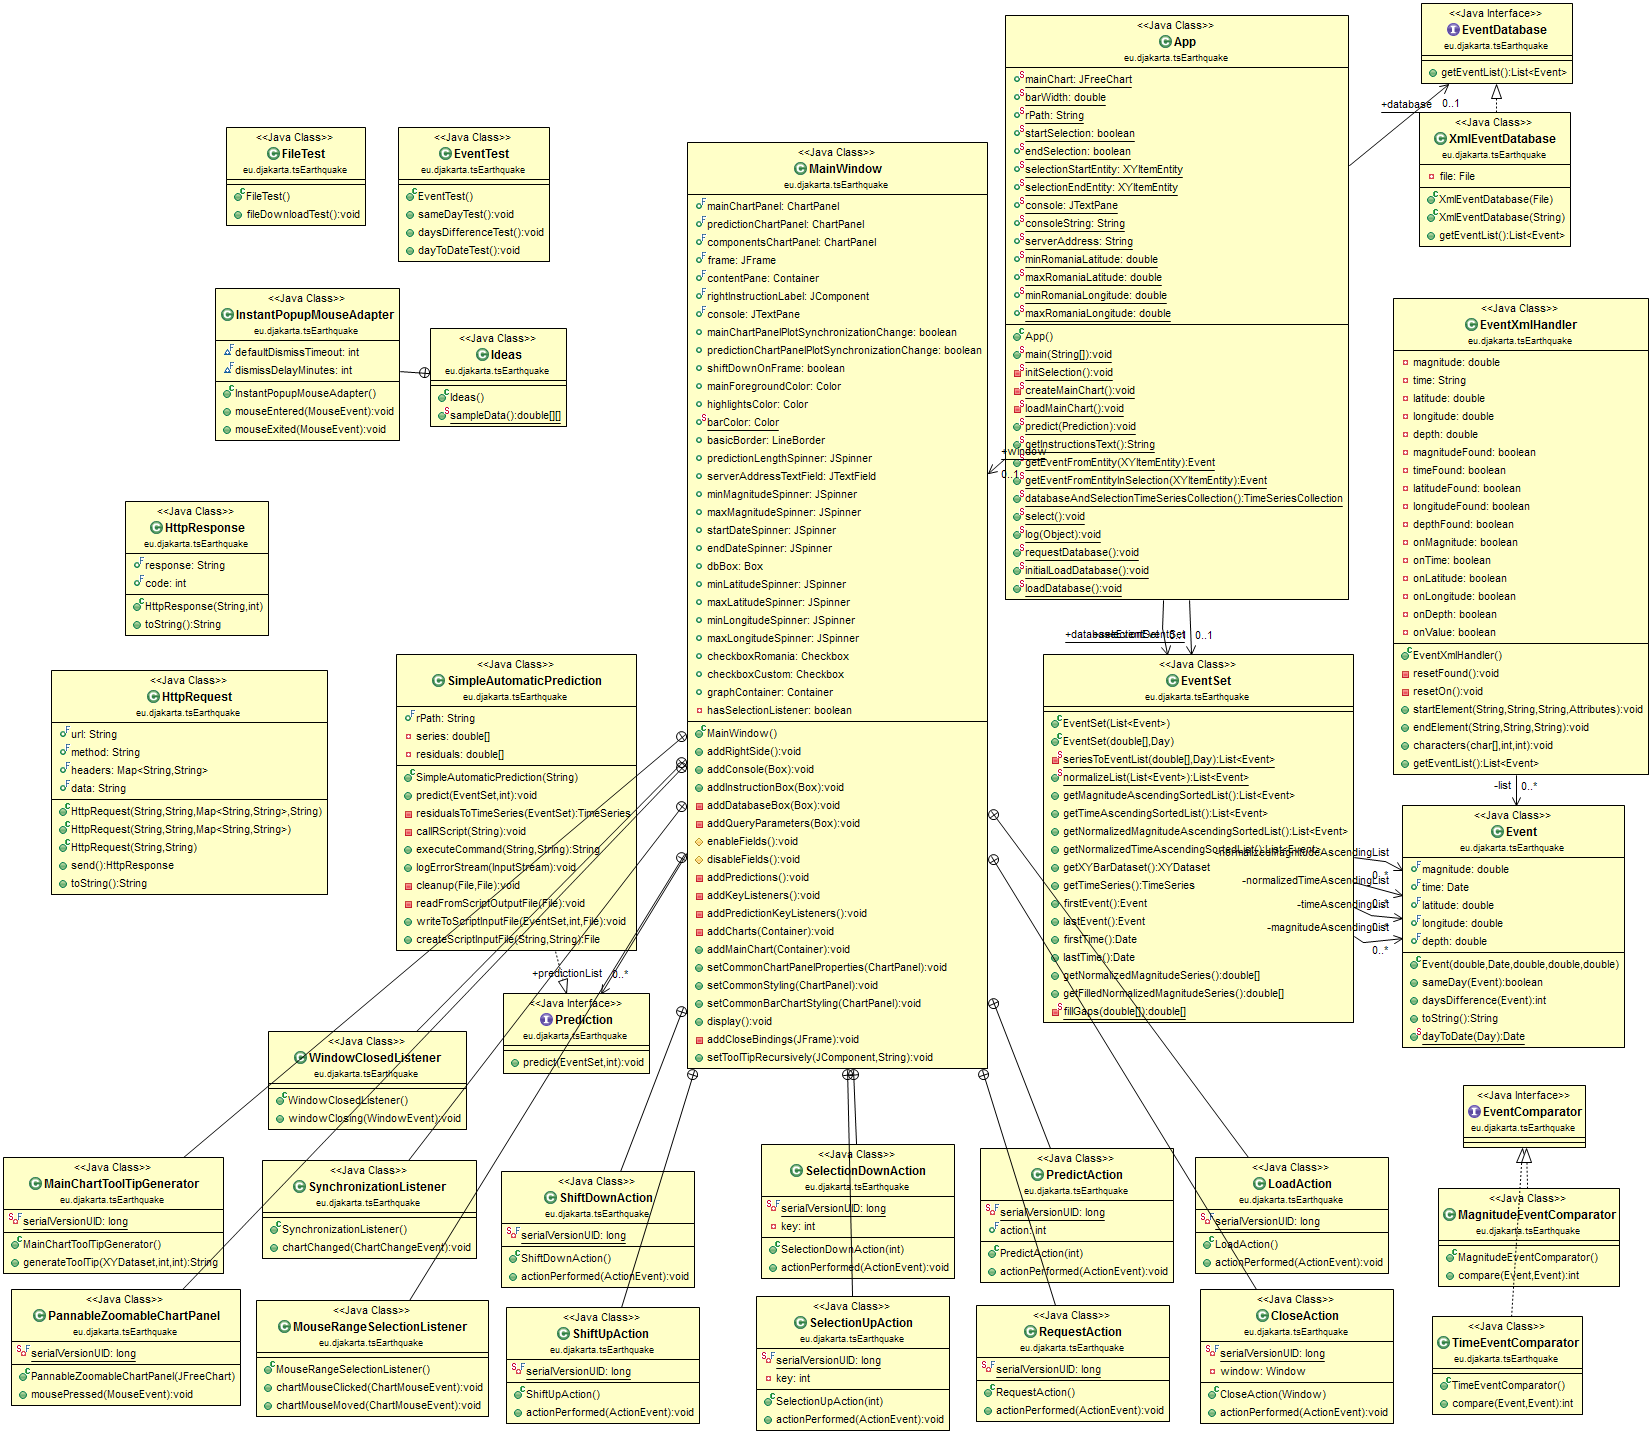 <<Java Class>>
FileTest
eu.djakarta.tsEarthquake
FileTest()
fileDownloadTest():void
<<Java Class>>
EventTest
eu.djakarta.tsEarthquake
EventTest()
sameDayTest():void
daysDifferenceTest():void
dayToDateTest():void
<<Java Class>>
InstantPopupMouseAdapter
eu.djakarta.tsEarthquake
defaultDismissTimeout: int
dismissDelayMinutes: int
InstantPopupMouseAdapter()
mouseEntered(MouseEvent):void
mouseExited(MouseEvent):void
<<Java Class>>
Ideas
eu.djakarta.tsEarthquake
Ideas()
sampleData():double[][]
<<Java Class>>
HttpResponse
eu.djakarta.tsEarthquake
response: String
code: int
HttpResponse(String,int)
toString():String
<<Java Class>>
HttpRequest
eu.djakarta.tsEarthquake
url: String
method: String
headers: Map<String,String>
data: String
HttpRequest(String,String,Map<String,String>,String)
HttpRequest(String,String,Map<String,String>)
HttpRequest(String,String)
send():HttpResponse
toString():String
<<Java Class>>
SimpleAutomaticPrediction
eu.djakarta.tsEarthquake
rPath: String
series: double[]
residuals: double[]
SimpleAutomaticPrediction(String)
predict(EventSet,int):void
residualsToTimeSeries(EventSet):TimeSeries
callRScript(String):void
executeCommand(String,String):String
logErrorStream(InputStream):void
cleanup(File,File):void
readFromScriptOutputFile(File):void
writeToScriptInputFile(EventSet,int,File):void
createScriptInputFile(String,String):File
+predictionList
0..*
<<Java Interface>>
Prediction
eu.djakarta.tsEarthquake
predict(EventSet,int):void
<<Java Class>>
MainWindow
eu.djakarta.tsEarthquake
mainChartPanel: ChartPanel
predictionChartPanel: ChartPanel
componentsChartPanel: ChartPanel
frame: JFrame
contentPane: Container
rightInstructionLabel: JComponent
console: JTextPane
mainChartPanelPlotSynchronizationChange: boolean
predictionChartPanelPlotSynchronizationChange: boolean
shiftDownOnFrame: boolean
mainForegroundColor: Color
highlightsColor: Color
barColor: Color
basicBorder: LineBorder
predictionLengthSpinner: JSpinner
serverAddressTextField: JTextField
minMagnitudeSpinner: JSpinner
maxMagnitudeSpinner: JSpinner
startDateSpinner: JSpinner
endDateSpinner: JSpinner
dbBox: Box
minLatitudeSpinner: JSpinner
maxLatitudeSpinner: JSpinner
minLongitudeSpinner: JSpinner
maxLongitudeSpinner: JSpinner
checkboxRomania: Checkbox
checkboxCustom: Checkbox
graphContainer: Container
hasSelectionListener: boolean
MainWindow()
addRightSide():void
addConsole(Box):void
addInstructionBox(Box):void
addDatabaseBox(Box):void
addQueryParameters(Box):void
enableFields():void
disableFields():void
addPredictions():void
addKeyListeners():void
addPredictionKeyListeners():void
addCharts(Container):void
addMainChart(Container):void
setCommonChartPanelProperties(ChartPanel):void
setCommonStyling(ChartPanel):void
setCommonBarChartStyling(ChartPanel):void
display():void
addCloseBindings(JFrame):void
setToolTipRecursively(JComponent,String):void
<<Java Class>>
App
eu.djakarta.tsEarthquake
mainChart: JFreeChart
barWidth: double
rPath: String
startSelection: boolean
endSelection: boolean
selectionStartEntity: XYItemEntity
selectionEndEntity: XYItemEntity
console: JTextPane
consoleString: String
serverAddress: String
minRomaniaLatitude: double
maxRomaniaLatitude: double
minRomaniaLongitude: double
maxRomaniaLongitude: double
App()
main(String[]):void
initSelection():void
createMainChart():void
loadMainChart():void
predict(Prediction):void
getInstructionsText():String
getEventFromEntity(XYItemEntity):Event
getEventFromEntityInSelection(XYItemEntity):Event
databaseAndSelectionTimeSeriesCollection():TimeSeriesCollection
select():void
log(Object):void
requestDatabase():void
initialLoadDatabase():void
loadDatabase():void
+window
0..1
+database
0..1
<<Java Interface>>
EventDatabase
eu.djakarta.tsEarthquake
getEventList():List<Event>
<<Java Class>>
XmlEventDatabase
eu.djakarta.tsEarthquake
file: File
XmlEventDatabase(File)
XmlEventDatabase(String)
getEventList():List<Event>
<<Java Class>>
EventXmlHandler
eu.djakarta.tsEarthquake
magnitude: double
time: String
latitude: double
longitude: double
depth: double
magnitudeFound: boolean
timeFound: boolean
latitudeFound: boolean
longitudeFound: boolean
depthFound: boolean
onMagnitude: boolean
onTime: boolean
onLatitude: boolean
onLongitude: boolean
onDepth: boolean
onValue: boolean
EventXmlHandler()
resetFound():void
resetOn():void
startElement(String,String,String,Attributes):void
endElement(String,String,String):void
characters(char[],int,int):void
getEventList():List<Event>
-list
0..*
0..1
0..1
<<Java Class>>
EventSet
eu.djakarta.tsEarthquake
EventSet(List<Event>)
EventSet(double[],Day)
seriesToEventList(double[],Day):List<Event>
normalizeList(List<Event>):List<Event>
getMagnitudeAscendingSortedList():List<Event>
getTimeAscendingSortedList():List<Event>
getNormalizedMagnitudeAscendingSortedList():List<Event>
getNormalizedTimeAscendingSortedList():List<Event>
getXYBarDataset():XYDataset
getTimeSeries():TimeSeries
firstEvent():Event
lastEvent():Event
firstTime():Date
lastTime():Date
getNormalizedMagnitudeSeries():double[]
getFilledNormalizedMagnitudeSeries():double[]
fillGaps(double[]):double[]
-normalizedMagnitudeAscendingList
0..*
-normalizedTimeAscendingList
0..*
-timeAscendingList
0..*
-magnitudeAscendingList
0..*
<<Java Class>>
Event
eu.djakarta.tsEarthquake
magnitude: double
time: Date
latitude: double
longitude: double
depth: double
Event(double,Date,double,double,double)
sameDay(Event):boolean
daysDifference(Event):int
toString():String
dayToDate(Day):Date
<<Java Interface>>
EventComparator
eu.djakarta.tsEarthquake
<<Java Class>>
MagnitudeEventComparator
eu.djakarta.tsEarthquake
MagnitudeEventComparator()
compare(Event,Event):int
<<Java Class>>
TimeEventComparator
eu.djakarta.tsEarthquake
TimeEventComparator()
compare(Event,Event):int
<<Java Class>>
WindowClosedListener
eu.djakarta.tsEarthquake
WindowClosedListener()
windowClosing(WindowEvent):void
<<Java Class>>
MainChartToolTipGenerator
eu.djakarta.tsEarthquake
serialVersionUID: long
MainChartToolTipGenerator()
generateToolTip(XYDataset,int,int):String
<<Java Class>>
SynchronizationListener
eu.djakarta.tsEarthquake
SynchronizationListener()
chartChanged(ChartChangeEvent):void
<<Java Class>>
ShiftDownAction
eu.djakarta.tsEarthquake
serialVersionUID: long
ShiftDownAction()
actionPerformed(ActionEvent):void
<<Java Class>>
SelectionDownAction
eu.djakarta.tsEarthquake
serialVersionUID: long
key: int
SelectionDownAction(int)
actionPerformed(ActionEvent):void
<<Java Class>>
PredictAction
eu.djakarta.tsEarthquake
serialVersionUID: long
action: int
PredictAction(int)
actionPerformed(ActionEvent):void
<<Java Class>>
LoadAction
eu.djakarta.tsEarthquake
serialVersionUID: long
LoadAction()
actionPerformed(ActionEvent):void
<<Java Class>>
PannableZoomableChartPanel
eu.djakarta.tsEarthquake
serialVersionUID: long
PannableZoomableChartPanel(JFreeChart)
mousePressed(MouseEvent):void
<<Java Class>>
MouseRangeSelectionListener
eu.djakarta.tsEarthquake
MouseRangeSelectionListener()
chartMouseClicked(ChartMouseEvent):void
chartMouseMoved(ChartMouseEvent):void
<<Java Class>>
ShiftUpAction
eu.djakarta.tsEarthquake
serialVersionUID: long
ShiftUpAction()
actionPerformed(ActionEvent):void
<<Java Class>>
SelectionUpAction
eu.djakarta.tsEarthquake
serialVersionUID: long
key: int
SelectionUpAction(int)
actionPerformed(ActionEvent):void
<<Java Class>>
RequestAction
eu.djakarta.tsEarthquake
serialVersionUID: long
RequestAction()
actionPerformed(ActionEvent):void
<<Java Class>>
CloseAction
eu.djakarta.tsEarthquake
serialVersionUID: long
window: Window
CloseAction(Window)
actionPerformed(ActionEvent):void